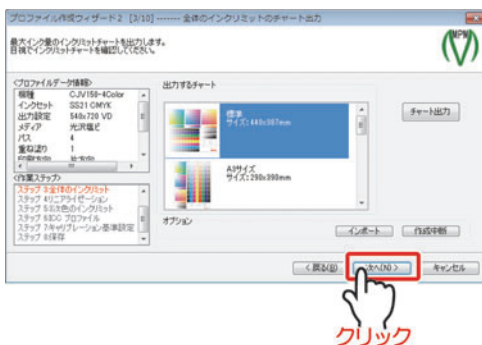 プロファイル作成ウィザード2 [3/10] ------- 全体のインクリミットのチャート出力
最大インク量のインクリミットチャートを出力します。
目視でインクリミットチャートを確認してください。
MPM
<プロファイルデータ情報>
機種 CJV150-4Color
インクセット SS21 CMYK
出力設定 540x720 VD
メディア 光沢塩ビ
パス 4
重ね塗り 1
印刷方向 片方向
<作業ステップ>
ステップ 3:全体のインクリミット
ステップ 4:リニアライゼーション
ステップ 5:多次色のインクリミット
ステップ 6:ICC プロファイル
ステップ 7:キャリブレーション基準設定
ステップ 8:保存
出力するチャート
標準
サイズ:440x307mm
A3サイズ
サイズ:290x390mm
チャート出力
オプション
インポート
作成中断
< 戻る(B)
次へ(N) >
キャンセル
クリック